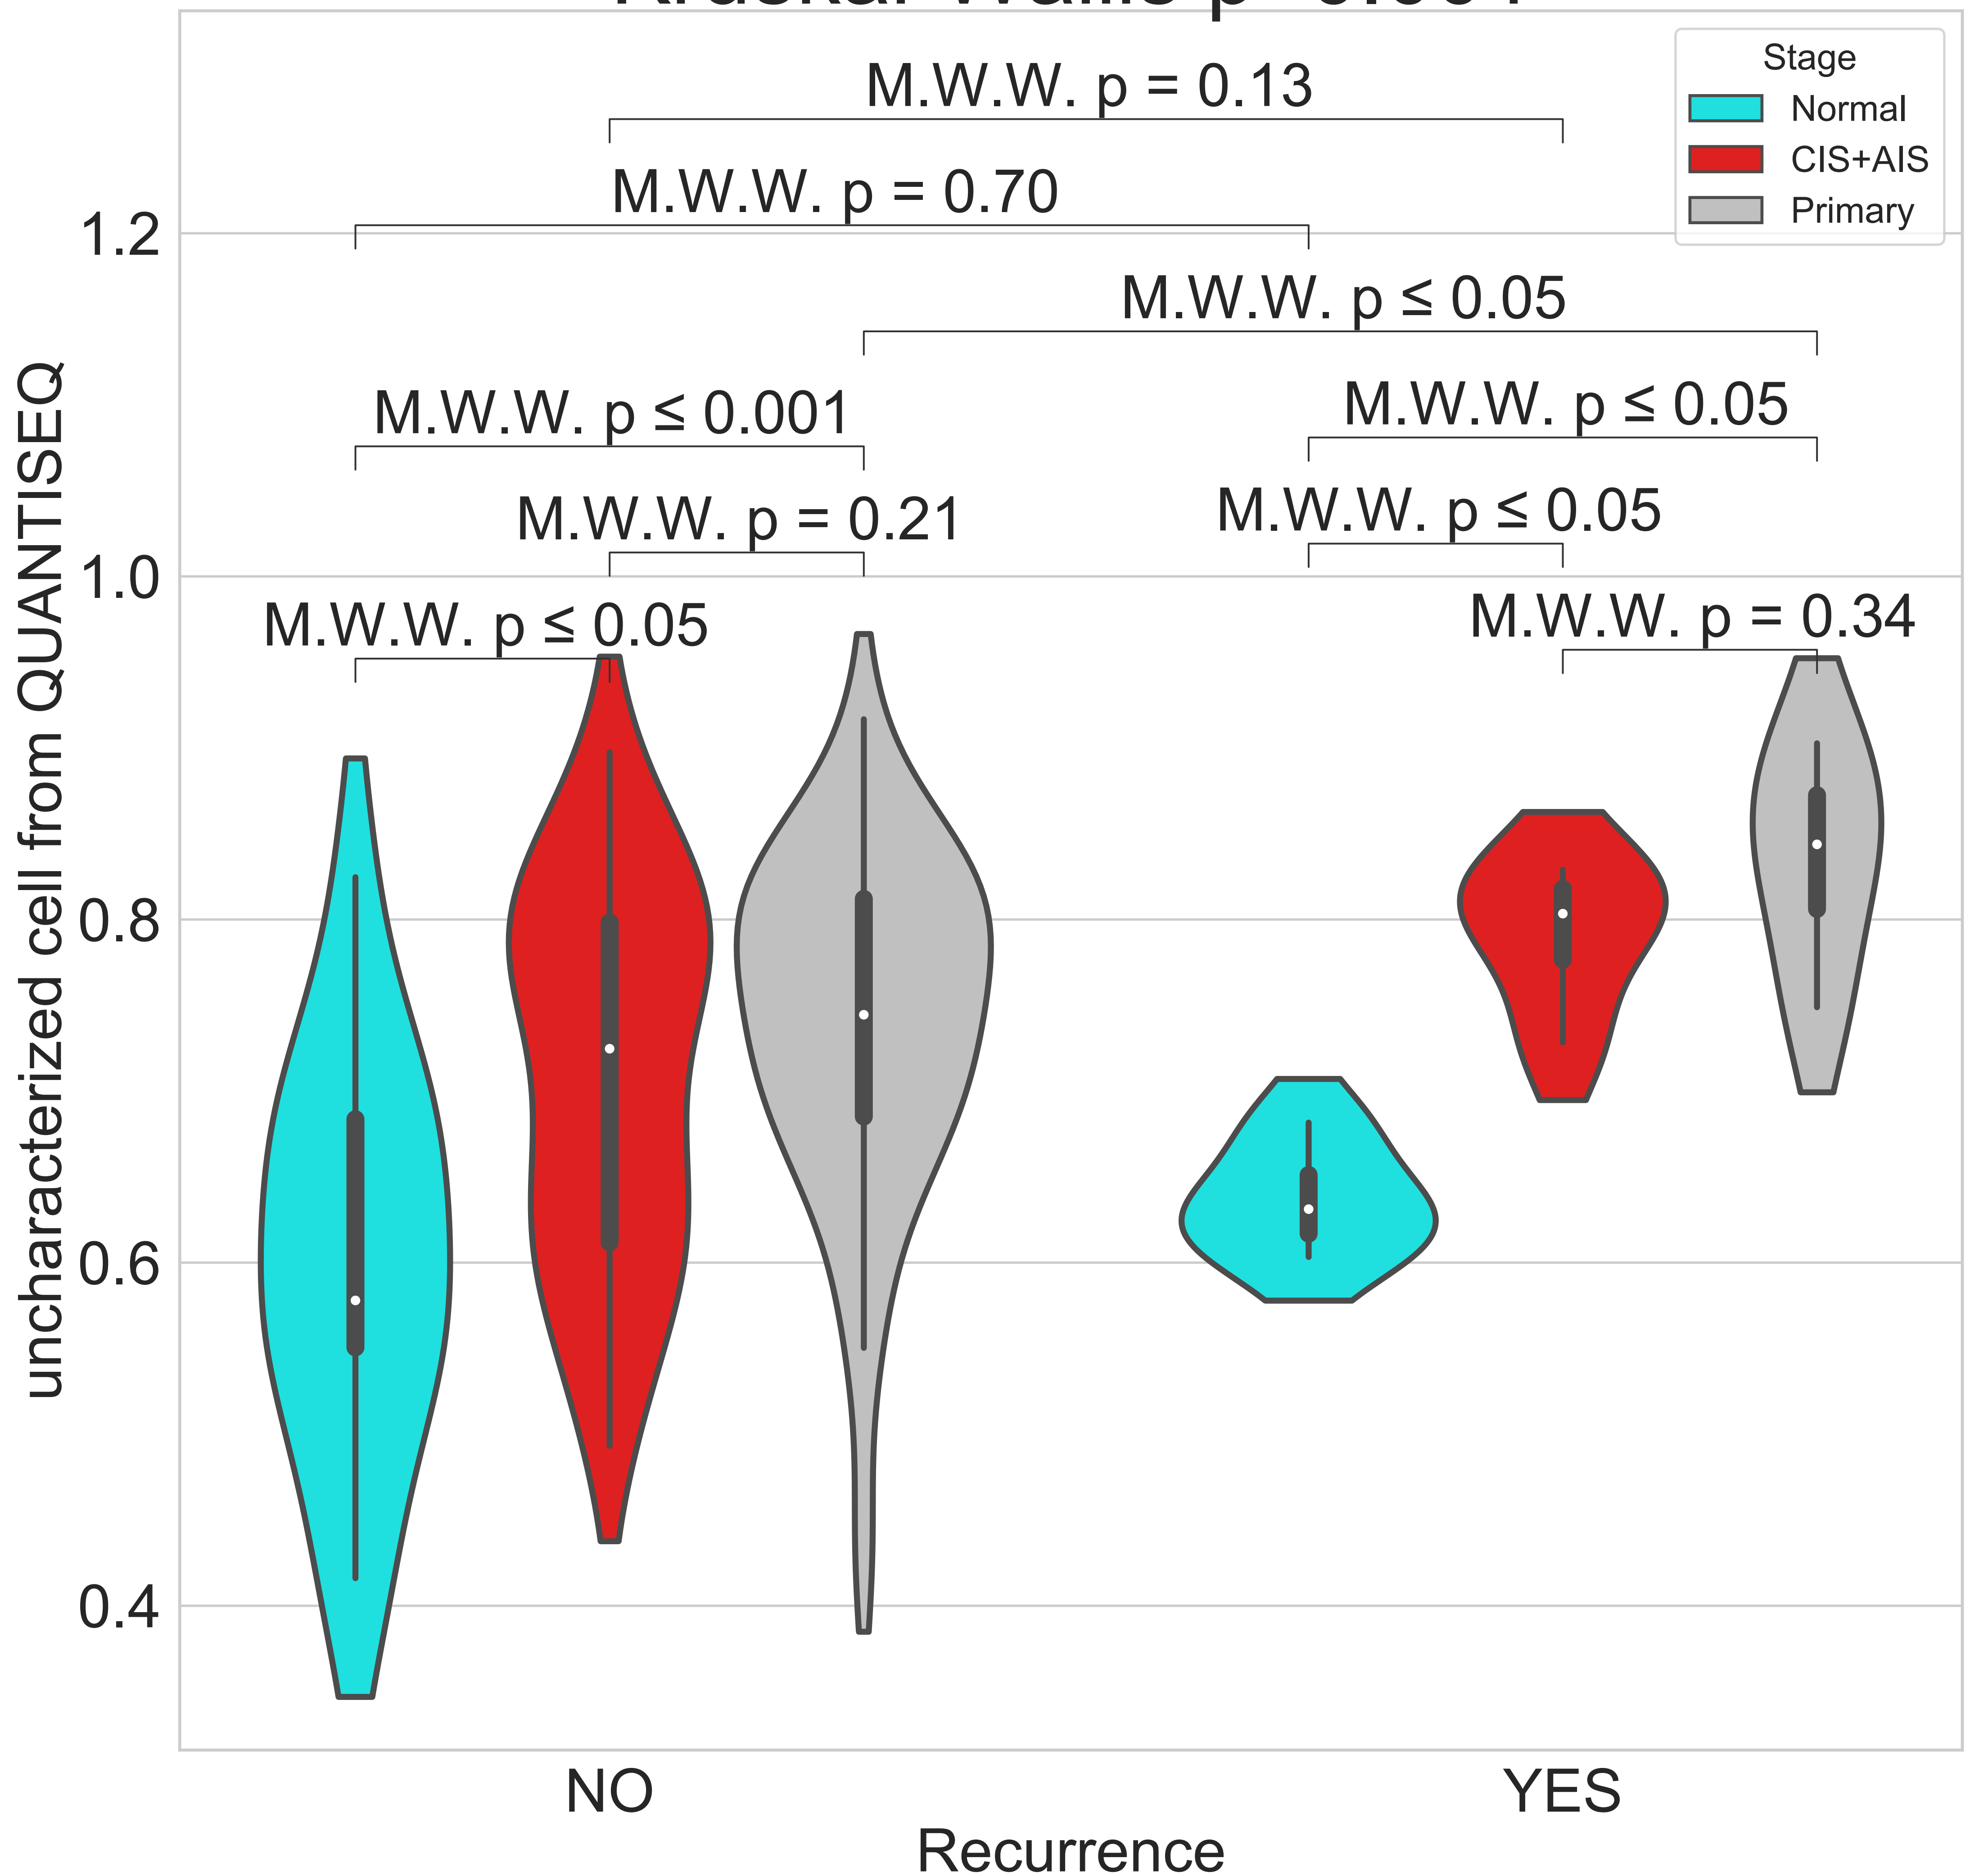 M.W.W. p = 0.13
M.W.W. p = 0.70
M.W.W. p ≤ 0.05
M.W.W. p ≤ 0.001
M.W.W. p ≤ 0.05
M.W.W. p = 0.21
M.W.W. p ≤ 0.05
M.W.W. p ≤ 0.05
M.W.W. p = 0.34
Stage
Normal
CIS+AIS
Primary
uncharacterized cell from QUANTISEQ
1.2
1.0
0.8
0.6
0.4
NO
YES
Recurrence